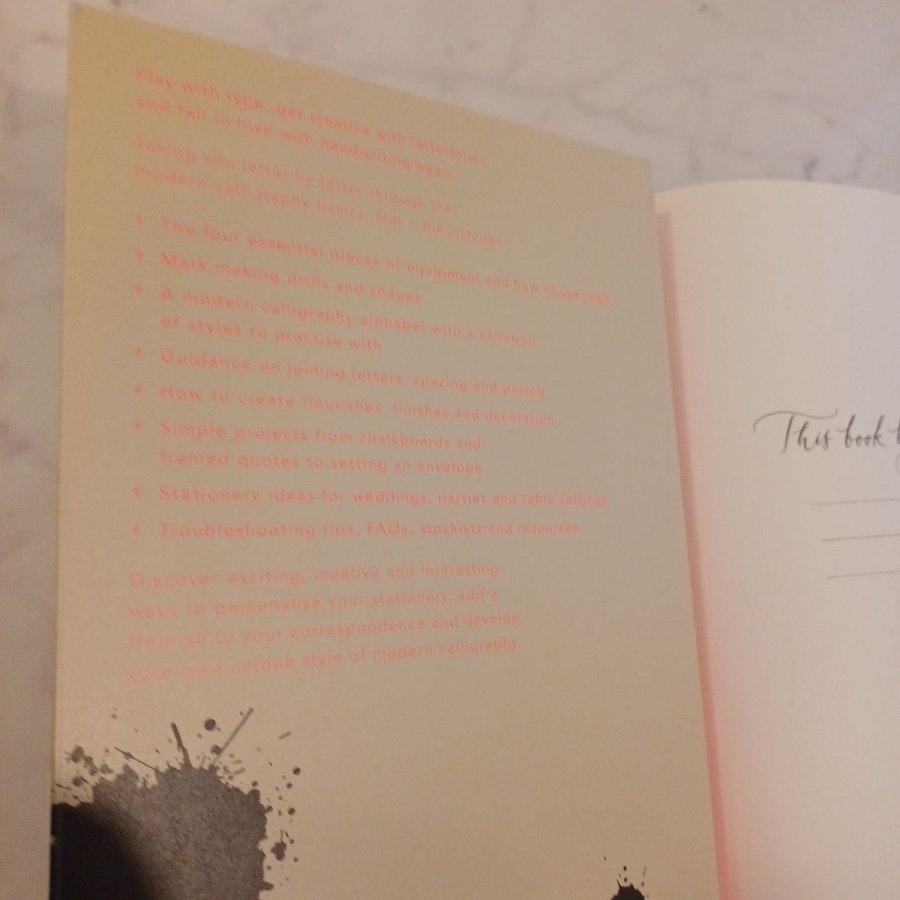 Play with type, get creative with letterforms
and fall in love with handwriting again
Taking you letter by letter through the
modern calligraphy basics, Nib + Ink includes:
+ The four essential pieces of equipment and how to use them
+ Mark making drills and shapes
+ A modern calligraphy alphabet with a variation
of styles to practise with
+ Guidance on joining letters, spacing and pacing
+ How to create flourishes, finishes and decoration
+ Simple projects from chalkboards and
framed quotes to setting an envelope
+ Stationery ideas for weddings, parties and table settings
+ Troubleshooting tips, FAQs, stockists and resources
Discover exciting, creative and interesting
ways to personalise your stationery, add a
flourish to your correspondence and develop
your own unique style of modern calligraphy
This book